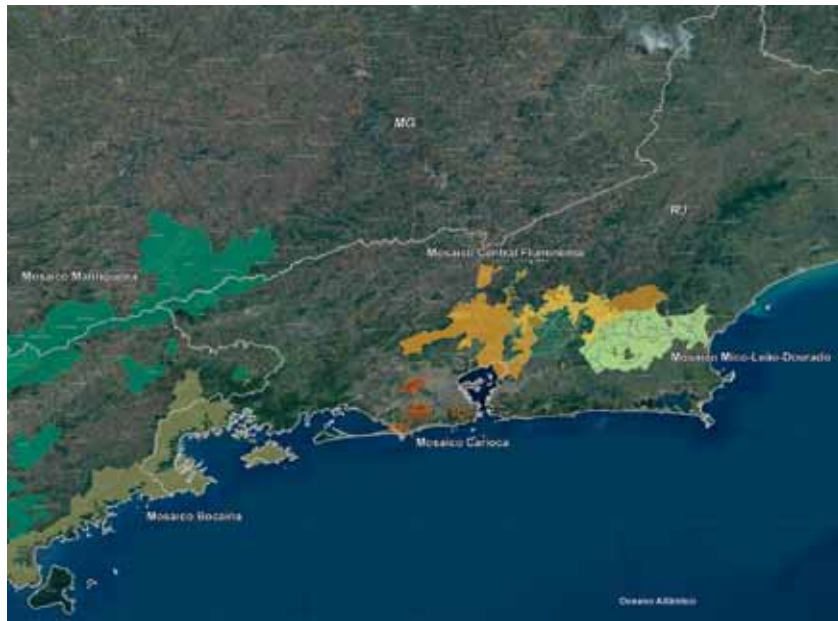 MG
RJ
Mosaico Central Fluminense
Mosaico Mantiqueira
Mosaico Mico-Leão-Dourado
Mosaico Carioca
Mosaico Bocaina
Oceano Atlântico